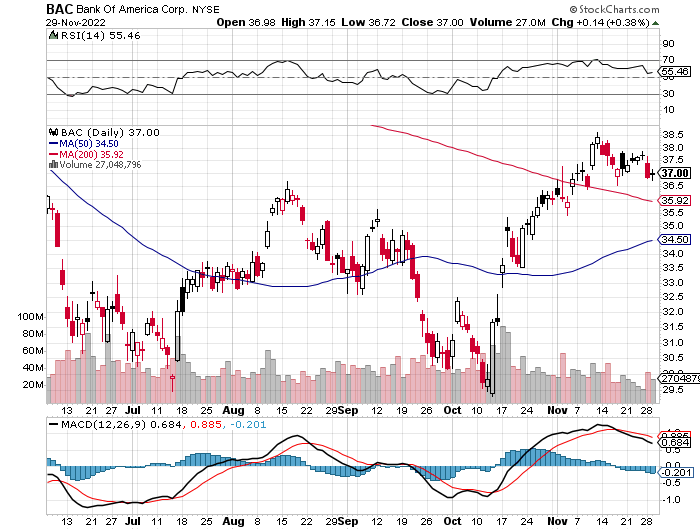 BAC Bank Of America Corp. NYSE © StockCharts.com
29-Nov-2022 Open 36.98 High 37.15 Low 36.72 Close 37.00 Volume 27.0M Chg +0.14 (+0.38%)
RSI(14) 55.46
90
70
55.46
50
30
10
BAC (Daily) 37.00
MA(50) 34.50
MA(200) 35.92
Volume 27,048,796
38.5
38.0
37.5
37.00
36.5
35.92
35.5
35.0
34.50
34.0
33.5
33.0
32.5
32.0
31.5
31.0
30.5
30.0
29.5
100M
80M
60M
40M
20M
2704879
13 21 27 Jul 11 18 25 Aug 8 15 22 29 Sep 12 19 26 Oct 10 17 24 Nov 7 14 21 28
MACD(12,26,9) 0.684, 0.885, -0.201
1.0
0.885
0.684
0.5
0.0
-0.201
-0.5
-1.0
13 21 27 Jul 11 18 25 Aug 8 15 22 29 Sep 12 19 26 Oct 10 17 24 Nov 7 14 21 28